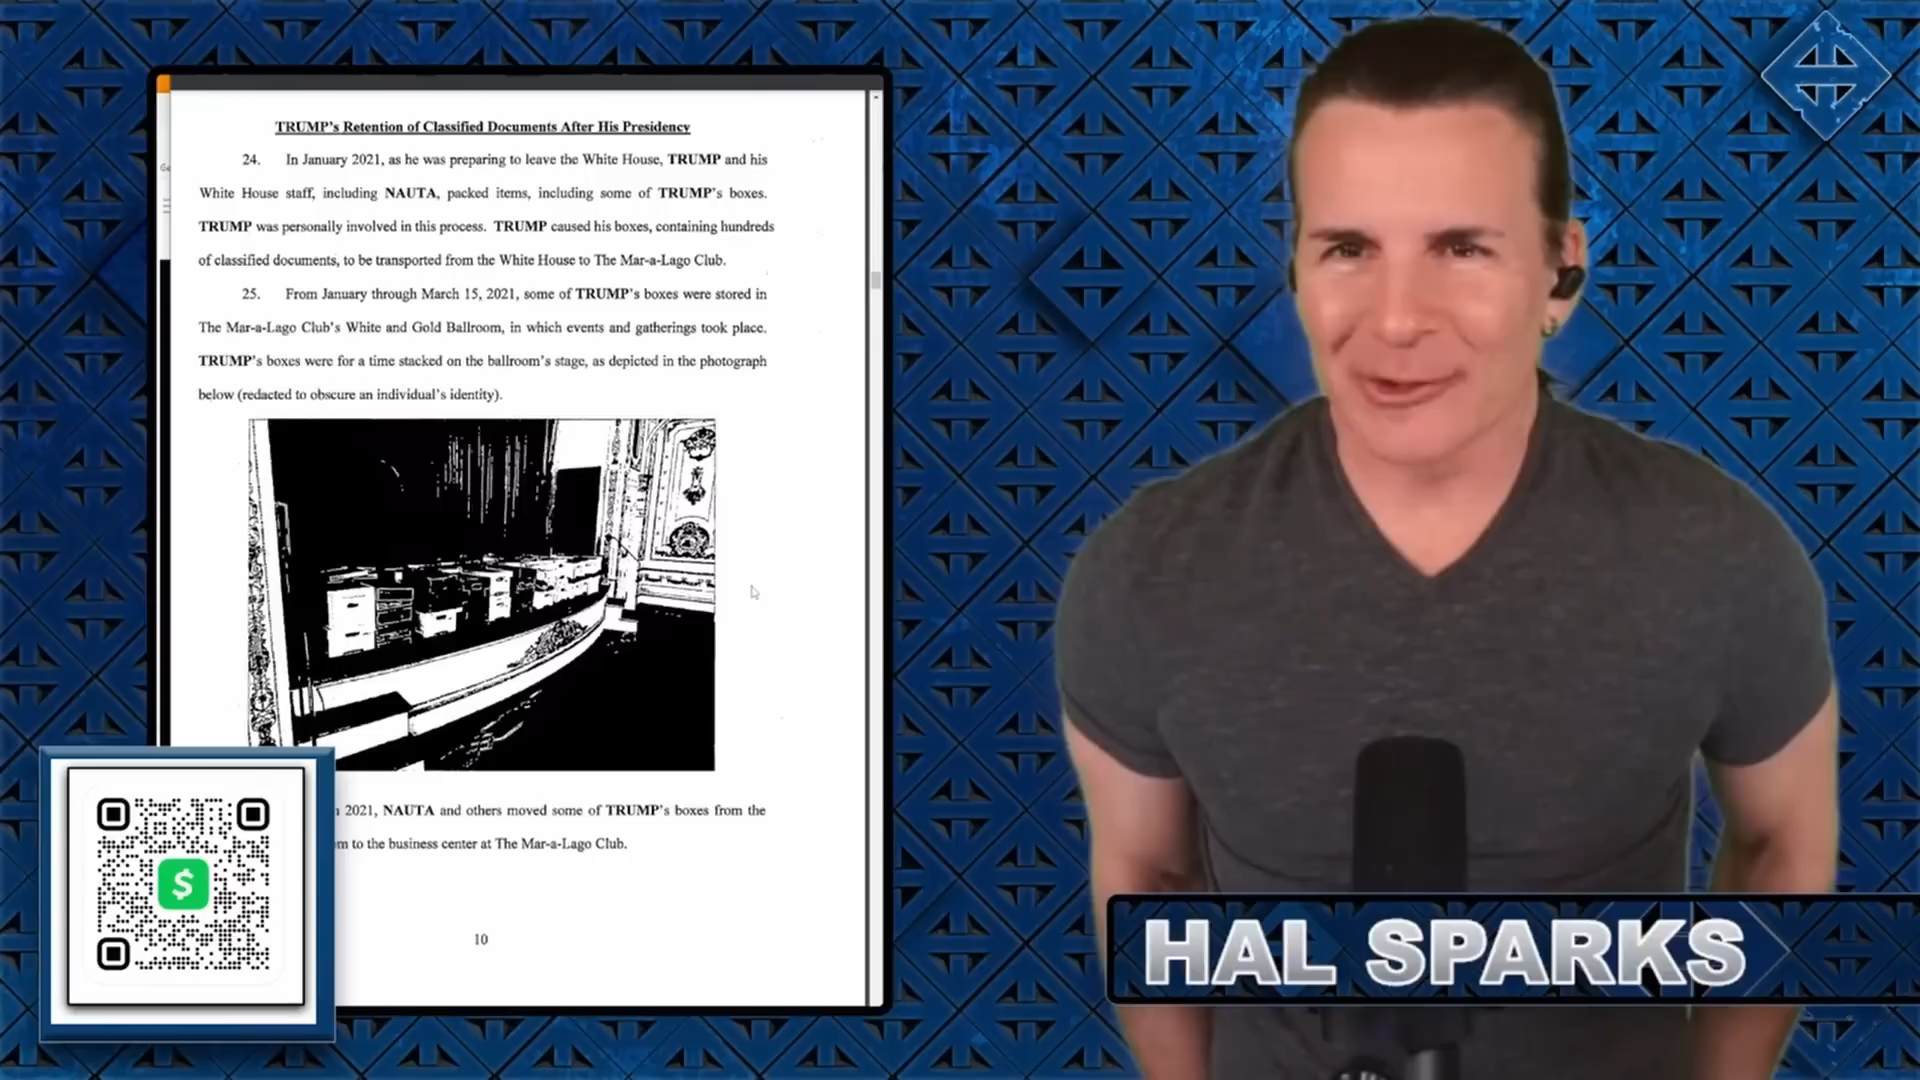 TRUMP's Retention of Classified Documents After His Presidency
24. In January 2021, as he was preparing to leave the White House, TRUMP and his
White House staff, including NAUTA, packed items, including some of TRUMP's boxes.
TRUMP was personally involved in this process. TRUMP caused his boxes, containing hundreds
of classified documents, to be transported from the White House to The Mar-a-Lago Club.
25. From January through March 15, 2021, some of TRUMP's boxes were stored in
The Mar-a-Lago Club's White and Gold Ballroom, in which events and gatherings took place.
TRUMP's boxes were for a time stacked on the ballroom's stage, as depicted in the photograph
below (redacted to obscure an individual's identity).
2021, NAUTA and others moved some of TRUMP's boxes from the
to the business center at The Mar-a-Lago Club.
10
$
HAL SPARKS